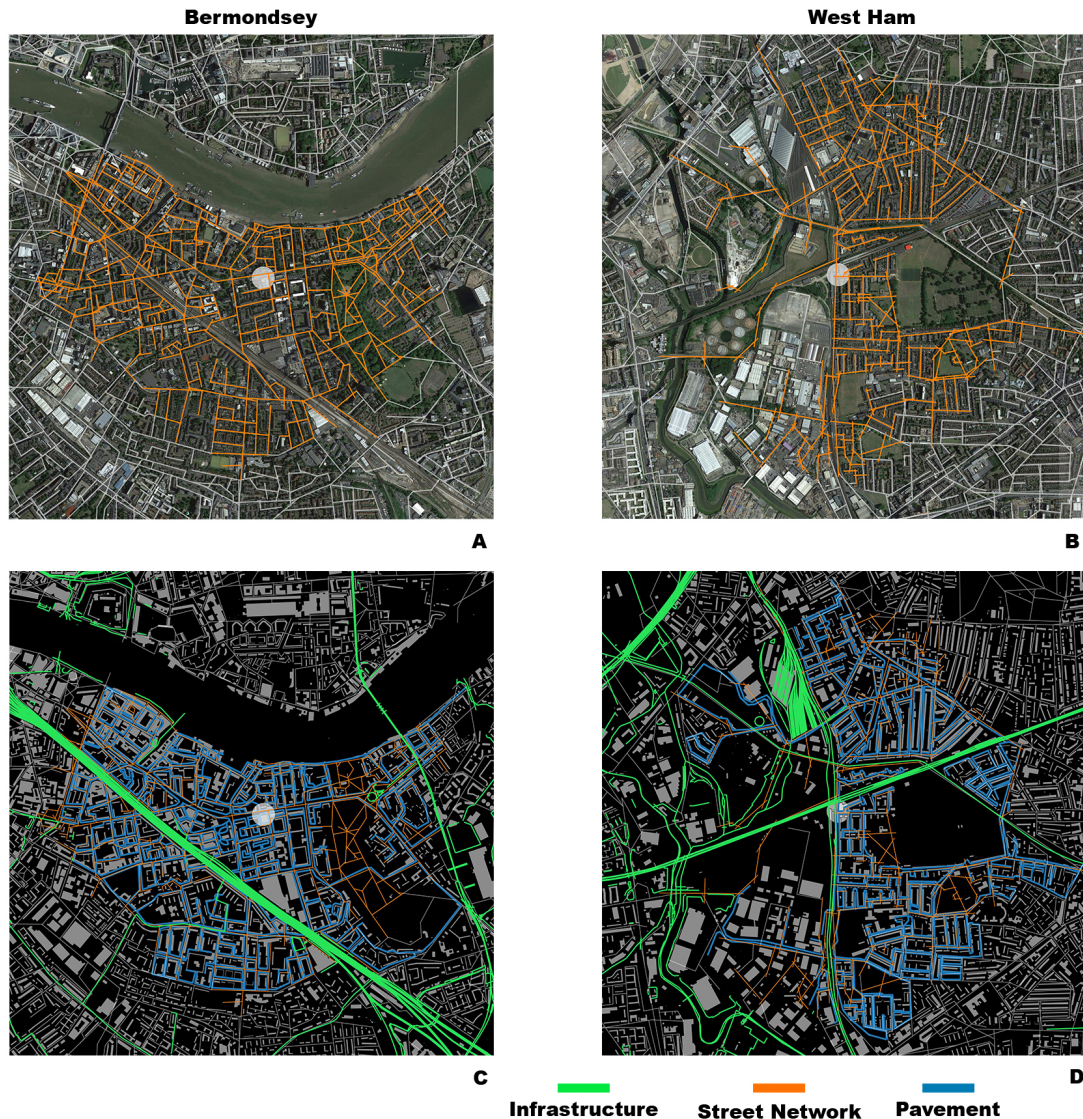 Bermondsey
West Ham
A
B
C
D
Infrastructure
Street Network
Pavement